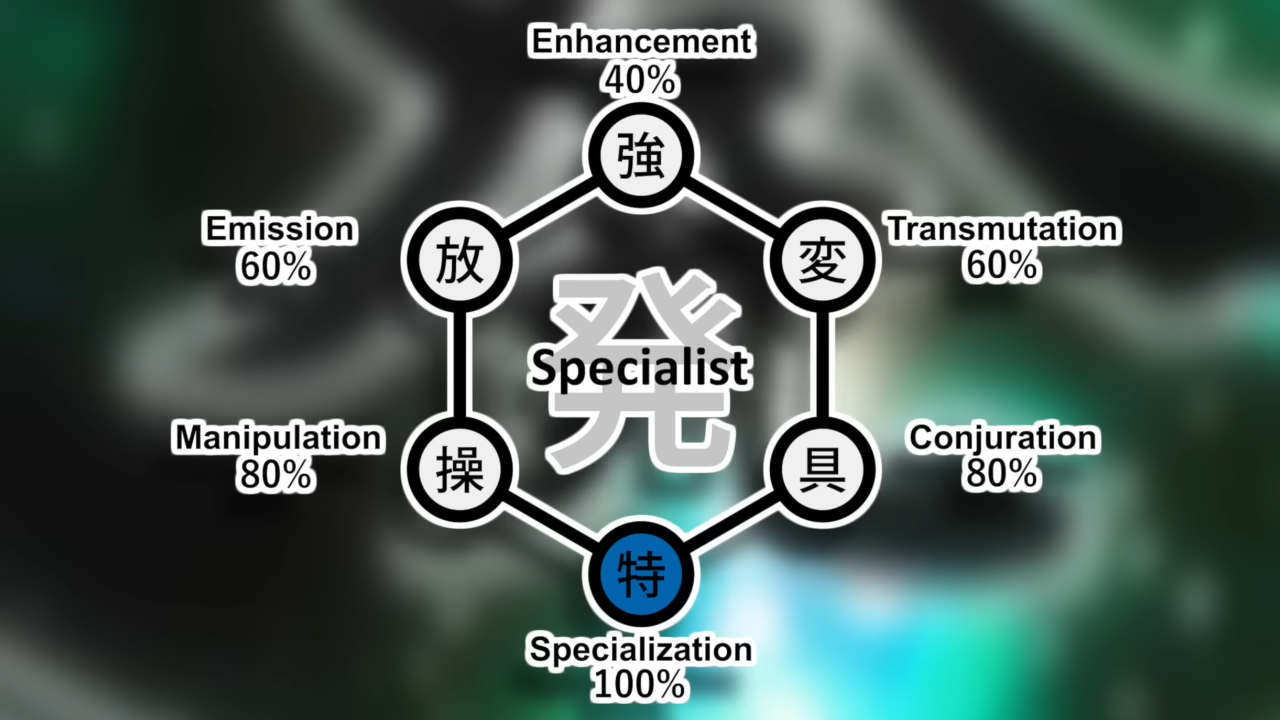 Enhancement
40%
強
Emission
60%
放
変
Transmutation
60%
発
Specialist
Manipulation
80%
操
具
Conjuration
80%
特
Specialization
100%